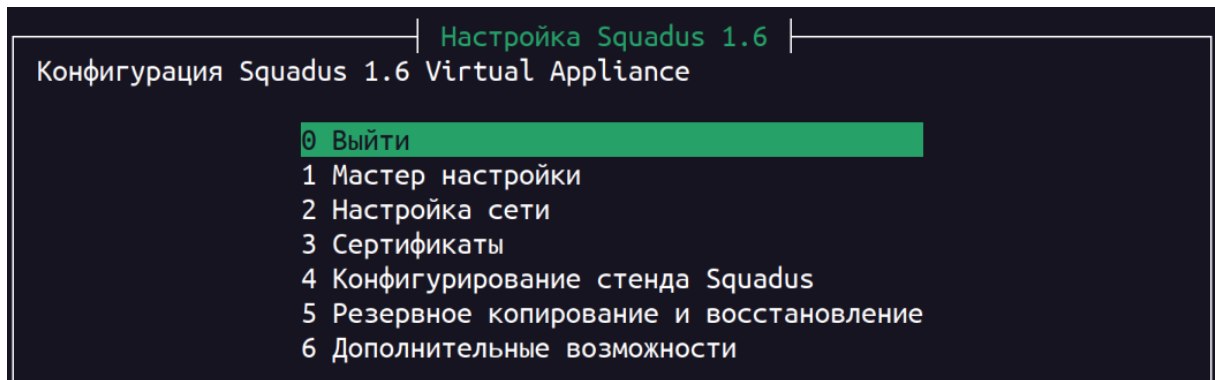 Настройка Squadus 1.6
Конфигурация Squadus 1.6 Virtual Appliance
0 Выйти
1 Мастер настройки
2 Настройка сети
3 Сертификаты
4 Конфигурирование стенда Squadus
5 Резервное копирование и восстановление
6 Дополнительные возможности